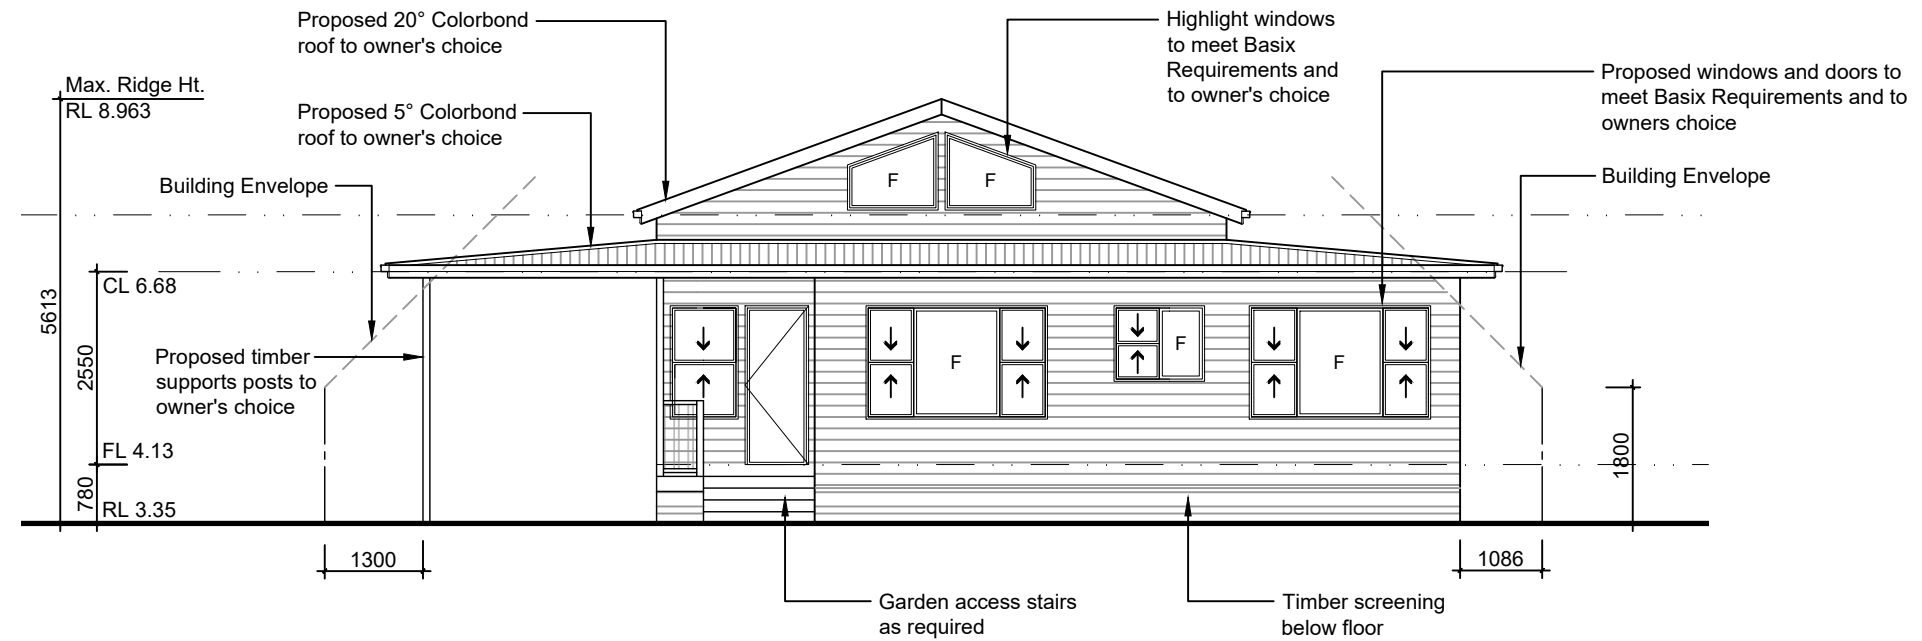 Proposed 20° Colorbond
roof to owner's choice
Highlight windows
to meet Basix
Requirements and
to owner's choice
Proposed windows and doors to
meet Basix Requirements and to
owners choice
Max. Ridge Ht.
RL 8.963
Proposed 5° Colorbond
roof to owner's choice
Building Envelope
Building Envelope
F
F
CL 6.68
5613
2550
Proposed timber
supports posts to
owner's choice
F
F
F
FL 4.13
780
RL 3.35
1800
1300
1086
Garden access stairs
as required
Timber screening
below floor